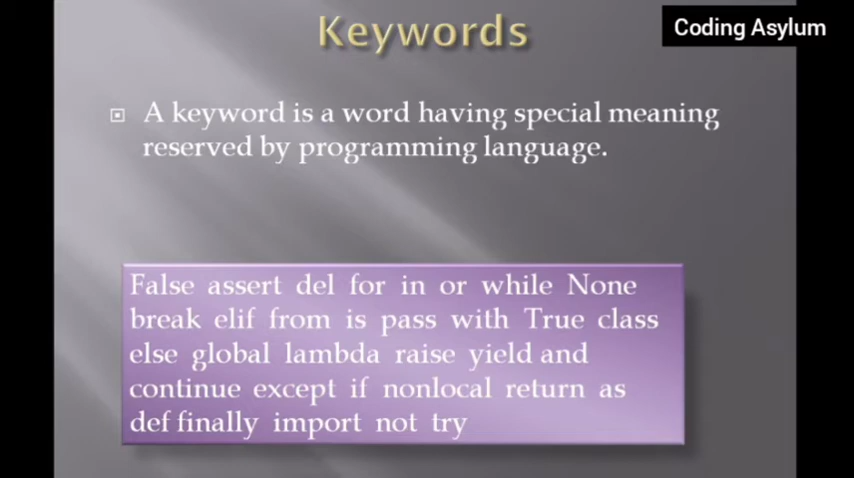 Keywords
Coding Asylum
A keyword is a word having special meaning
reserved by programming language.
False assert del for in or while None
break elif from is pass with True class
else global lambda raise yield and
continue except if nonlocal return as
def finally import not try